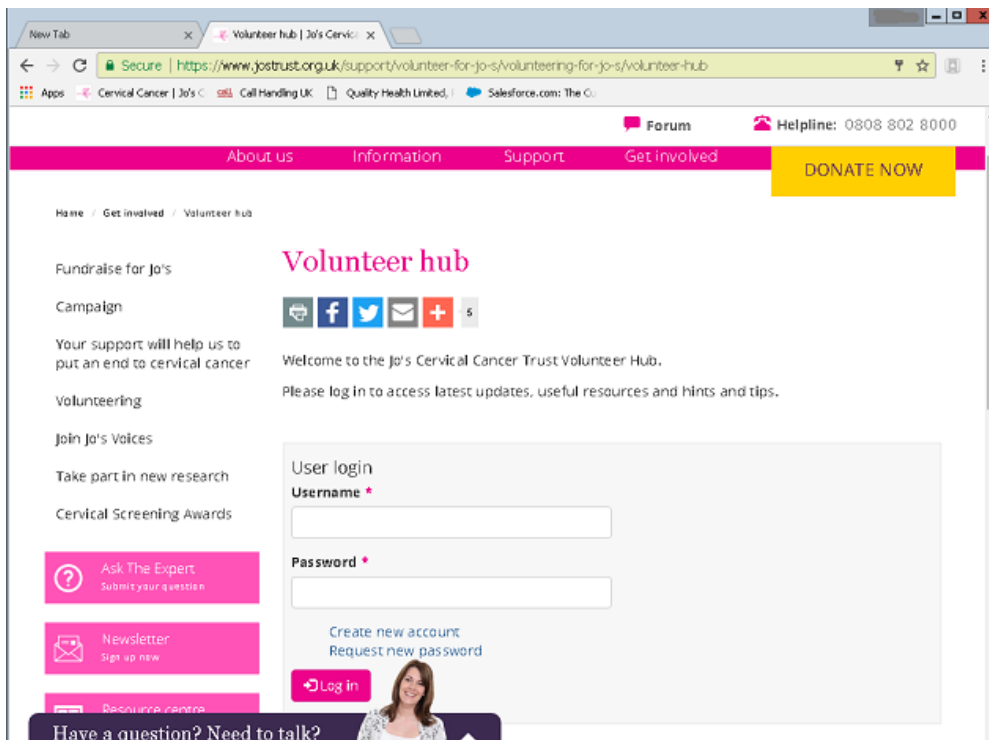 New Tab
Volunteer hub | Jo's Cervic
Secure | https://www.jostrust.org.uk/support/volunteer-for-jo-s/volunteering-for-jo-s/volunteer-hub
Apps Cervical Cancer | Jo's C Call Handling UK Quality Health Limited, Salesforce.com: The
Forum Helpline: 0808 802 8000
About us Information Support Get involved
DONATE NOW
Home / Get involved / Volunteer hub
Volunteer hub
5
Welcome to the Jo's Cervical Cancer Trust Volunteer Hub.
Please log in to access latest updates, useful resources and hints and tips.
Fundraise for Jo's
Campaign
Your support will help us to
put an end to cervical cancer
Volunteering
Join Jo's Voices
Take part in new research
Cervical Screening Awards
Ask The Expert
Submit your question
Newsletter
Sign up now
Resource centre
User login
Username *
Password *
Create new account
Request new password
Log in
Have a question? Need to talk?